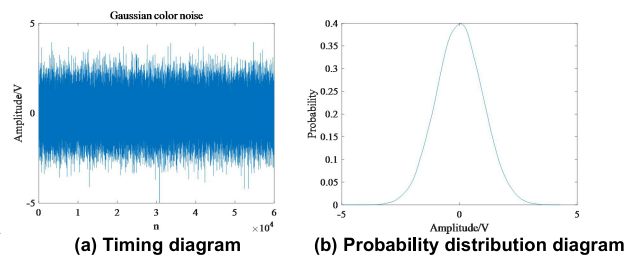 Gaussian color noise
5
0
-5
Amplitude/V
0 1 2 3 4 5 6
n
×10⁴
(a) Timing diagram
0.4
0.35
0.3
0.25
0.2
0.15
0.1
0.05
0
Probability
-5 0 5
Amplitude/V
(b) Probability distribution diagram